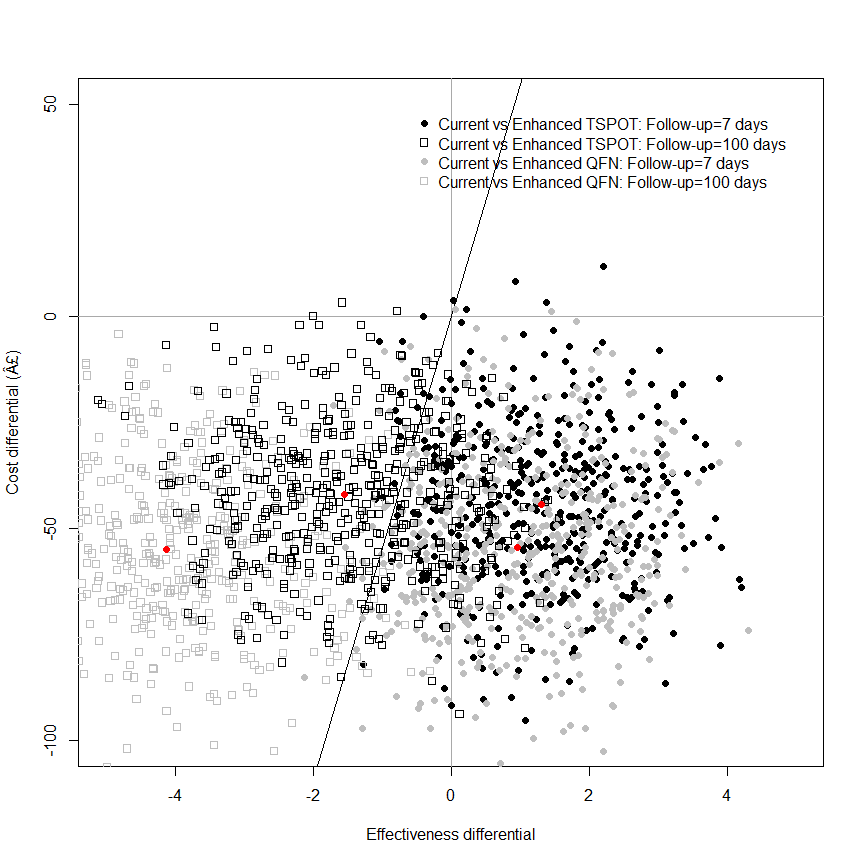 50
Current vs Enhanced TSPOT: Follow-up=7 days
Current vs Enhanced TSPOT: Follow-up=100 days
Current vs Enhanced QFN: Follow-up=7 days
Current vs Enhanced QFN: Follow-up=100 days
0
Cost differential (Â£)
-50
-100
-4 -2 0 2 4
Effectiveness differential